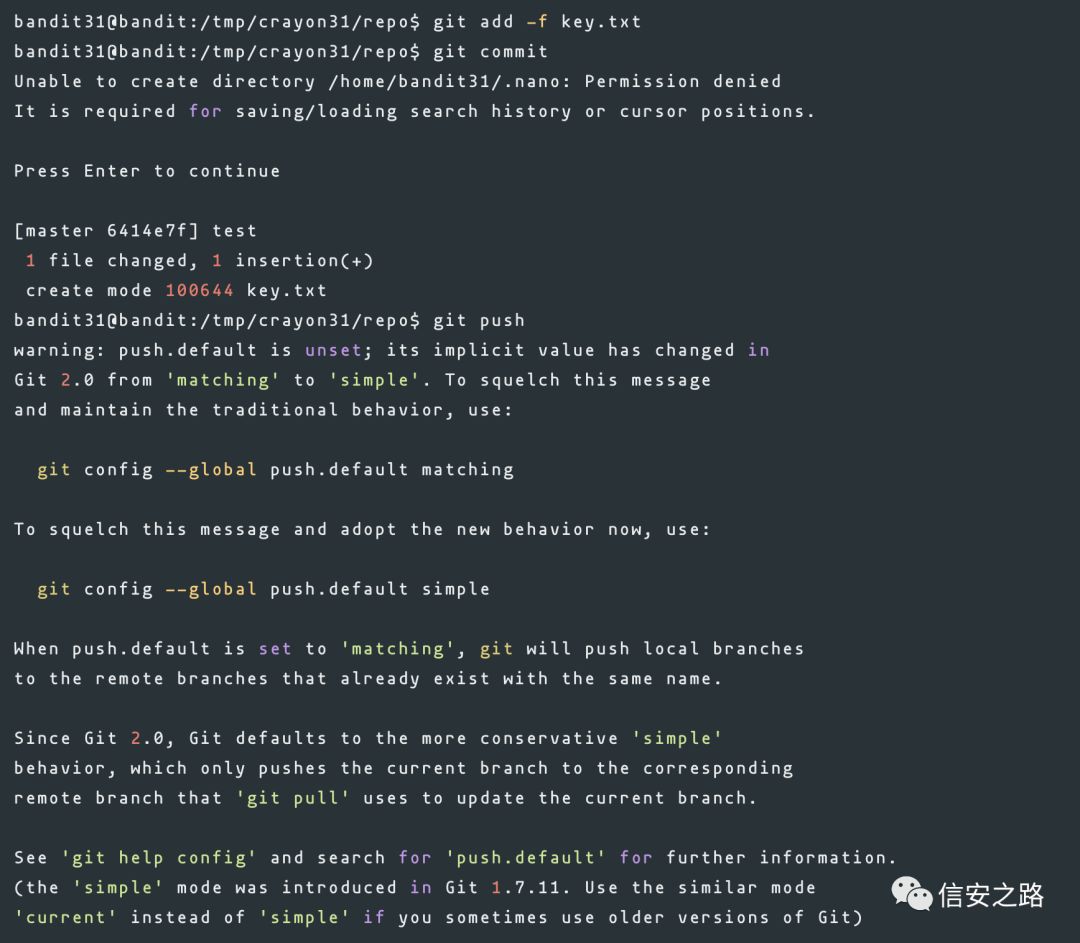 bandit31@bandit:/tmp/crayon31/repo$ git add -f key.txt
bandit31@bandit:/tmp/crayon31/repo$ git commit
Unable to create directory /home/bandit31/.nano: Permission denied
It is required for saving/loading search history or cursor positions.
Press Enter to continue
[master 6414e7f] test
1 file changed, 1 insertion(+)
create mode 100644 key.txt
bandit31@bandit:/tmp/crayon31/repo$ git push
warning: push.default is unset; its implicit value has changed in
Git 2.0 from 'matching' to 'simple'. To squelch this message
and maintain the traditional behavior, use:
git config --global push.default matching
To squelch this message and adopt the new behavior now, use:
git config --global push.default simple
When push.default is set to 'matching', git will push local branches
to the remote branches that already exist with the same name.
Since Git 2.0, Git defaults to the more conservative 'simple'
behavior, which only pushes the current branch to the corresponding
remote branch that 'git pull' uses to update the current branch.
See 'git help config' and search for 'push.default' for further information.
(the 'simple' mode was introduced in Git 1.7.11. Use the similar mode
'current' instead of 'simple' if you sometimes use older versions of Git)
信安之路